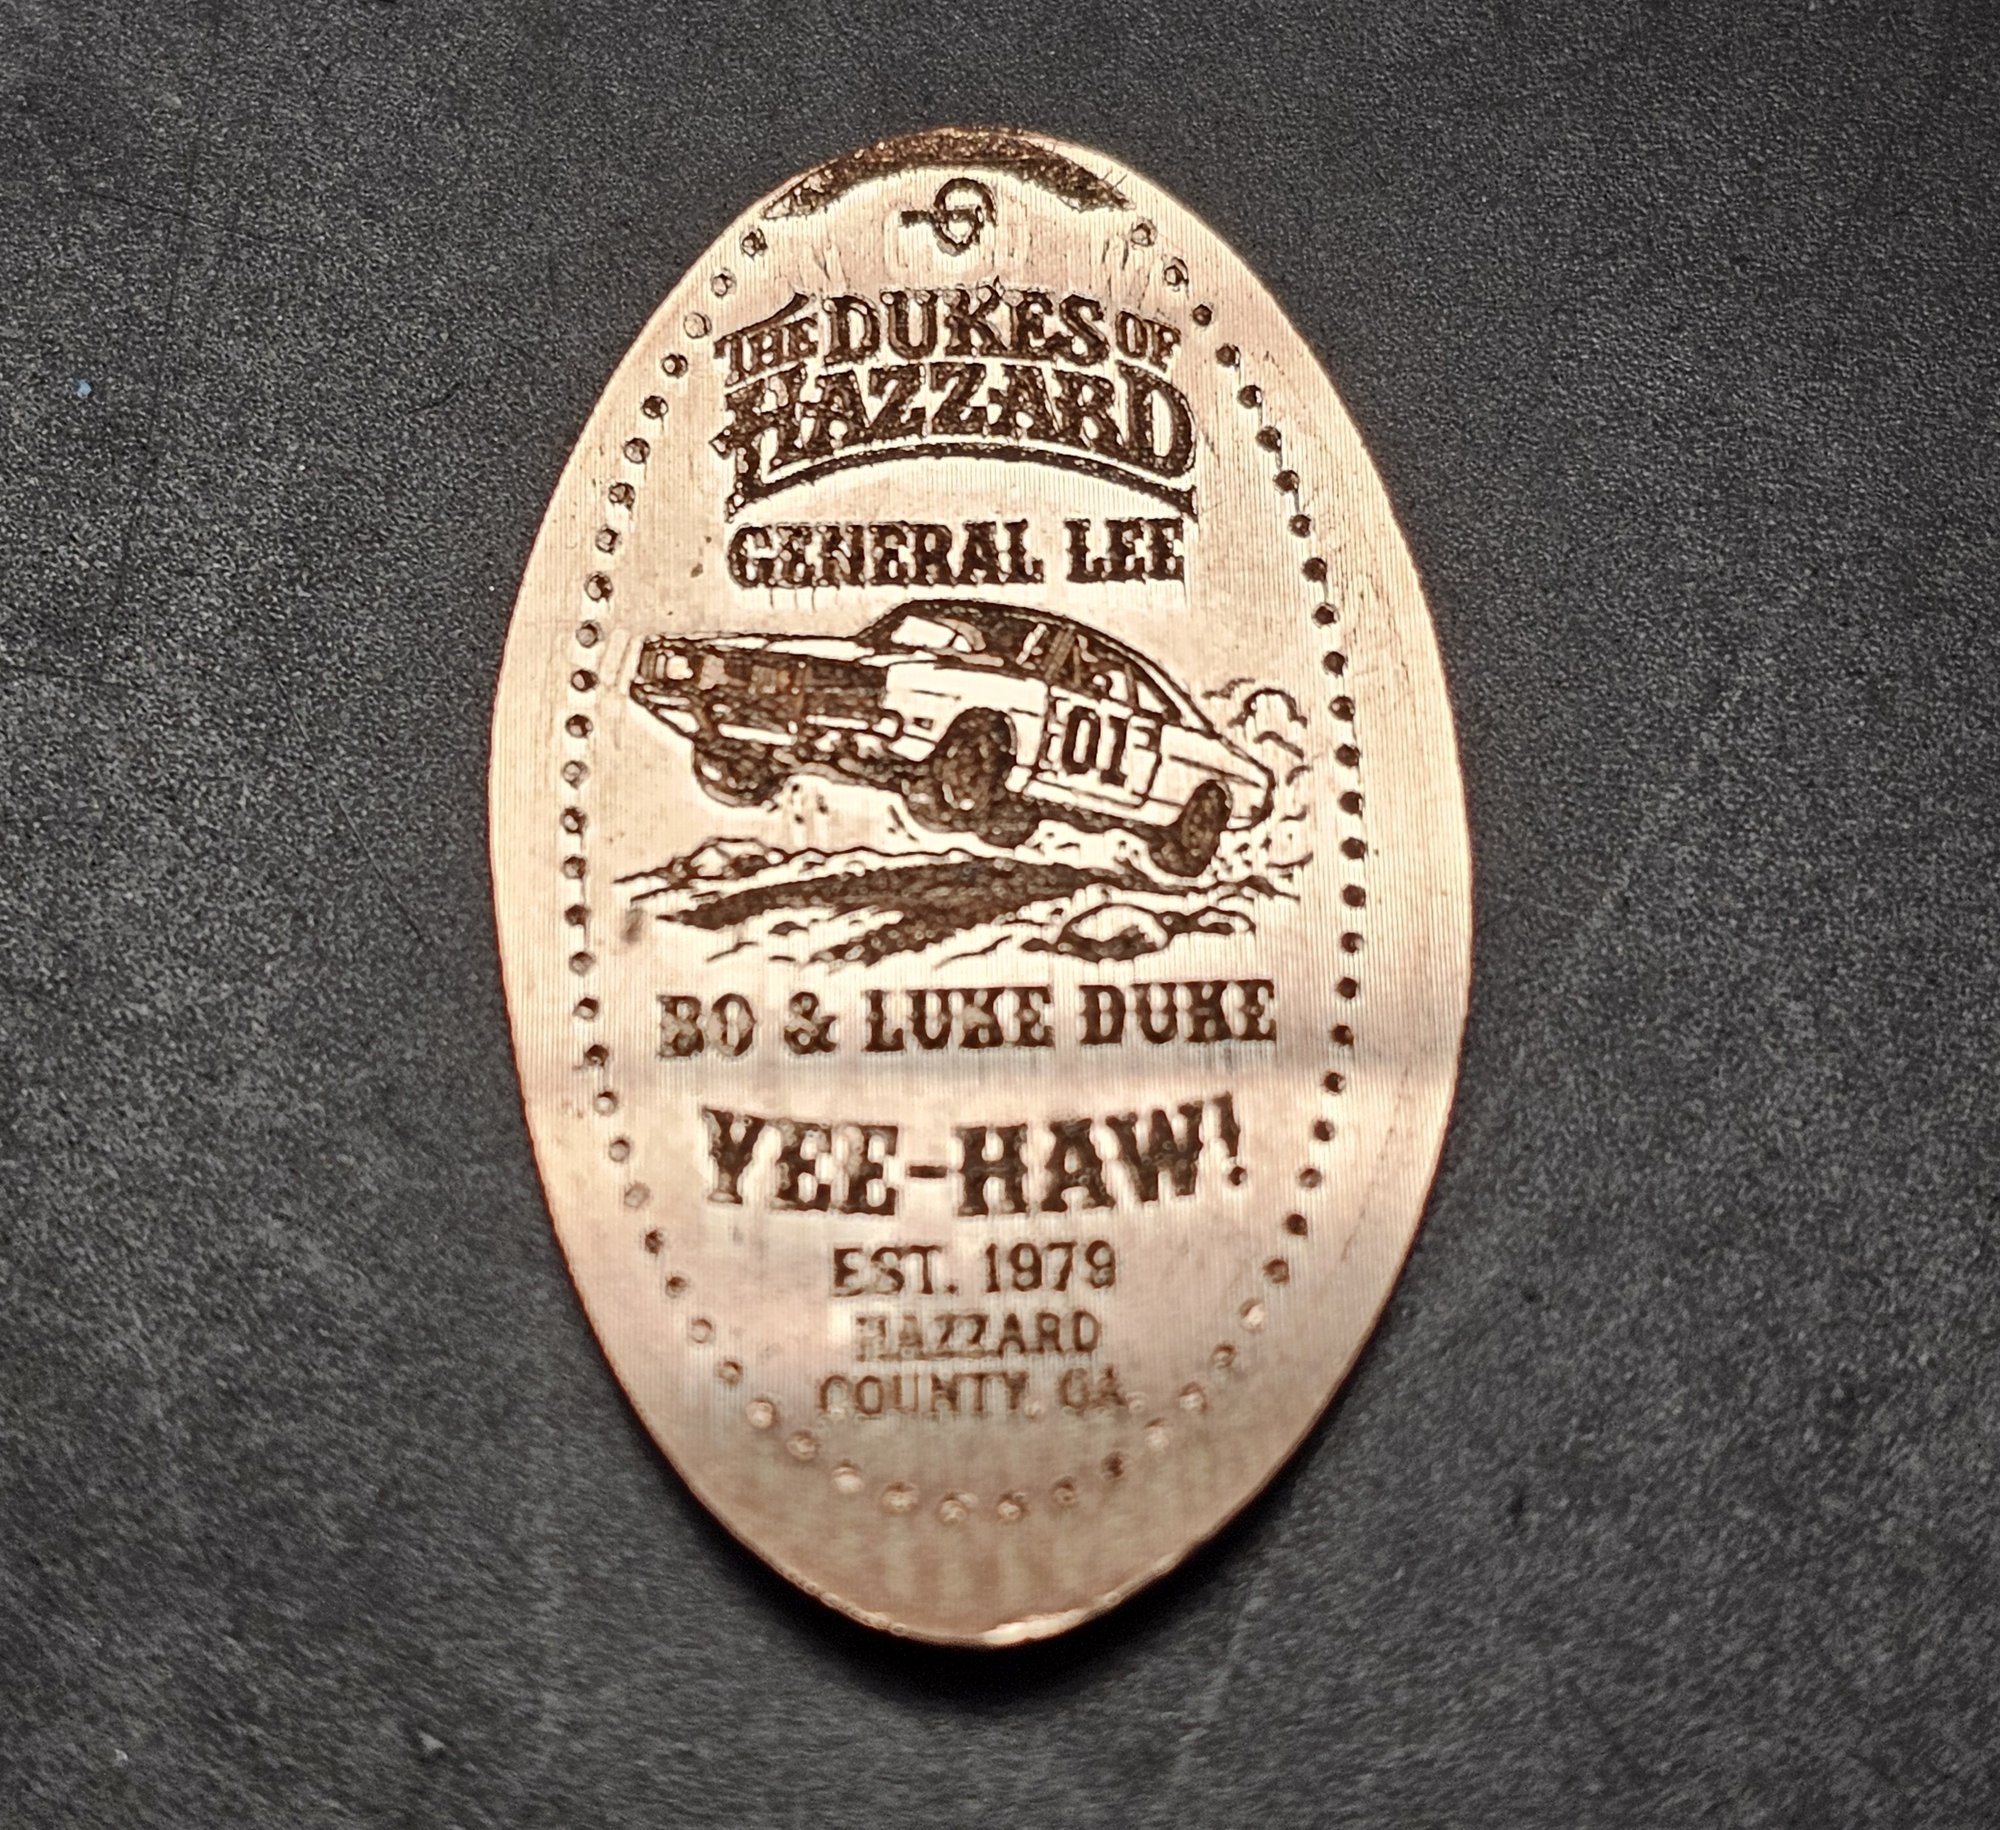 THE DUKES OF
HAZZARD
GENERAL LEE
01
BO & LUKE DUKE
YEE-HAW!
EST. 1979
HAZZARD
COUNTY, GA